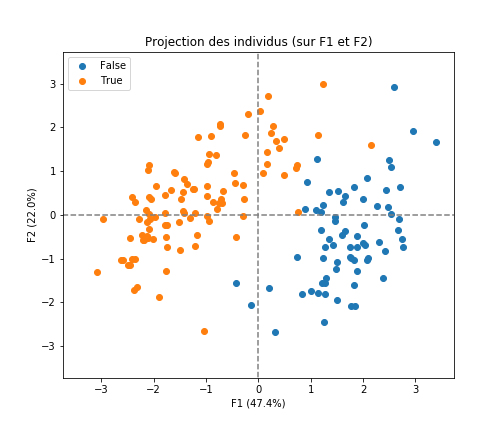 Projection des individus (sur F1 et F2)
False
True
3
2
1
0
−1
−2
−3
F2 (22.0%)
−3
−2
−1
0
1
2
3
F1 (47.4%)